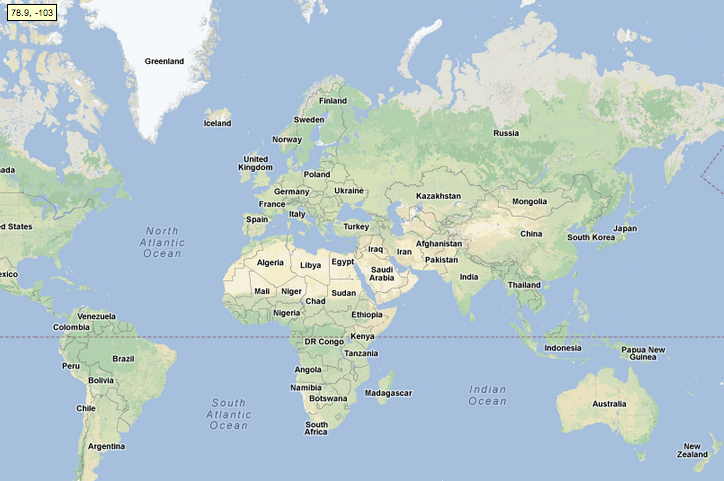 78.9, -103
Greenland
Iceland
Finland
Sweden
Norway
Russia
United
Kingdom
Poland
Germany
Ukraine
France
Kazakhstan
Mongolia
nada
ed States
Spain
Italy
Turkey
China
Japan
South Korea
North
Atlantic
Ocean
Iraq
Iran
Afghanistan
Pakistan
Algeria
Libya
Egypt
Saudi
Arabia
India
exico
Mali
Niger
Chad
Sudan
Thailand
Venezuela
Colombia
Nigeria
Ethiopia
Kenya
DR Congo
Tanzania
Indonesia
Papua New
Guinea
Brazil
Peru
Bolivia
Angola
Namibia
Botswana
Madagascar
Indian
Ocean
Australia
Chile
South
Atlantic
Ocean
South
Africa
Argentina
New
Zealand